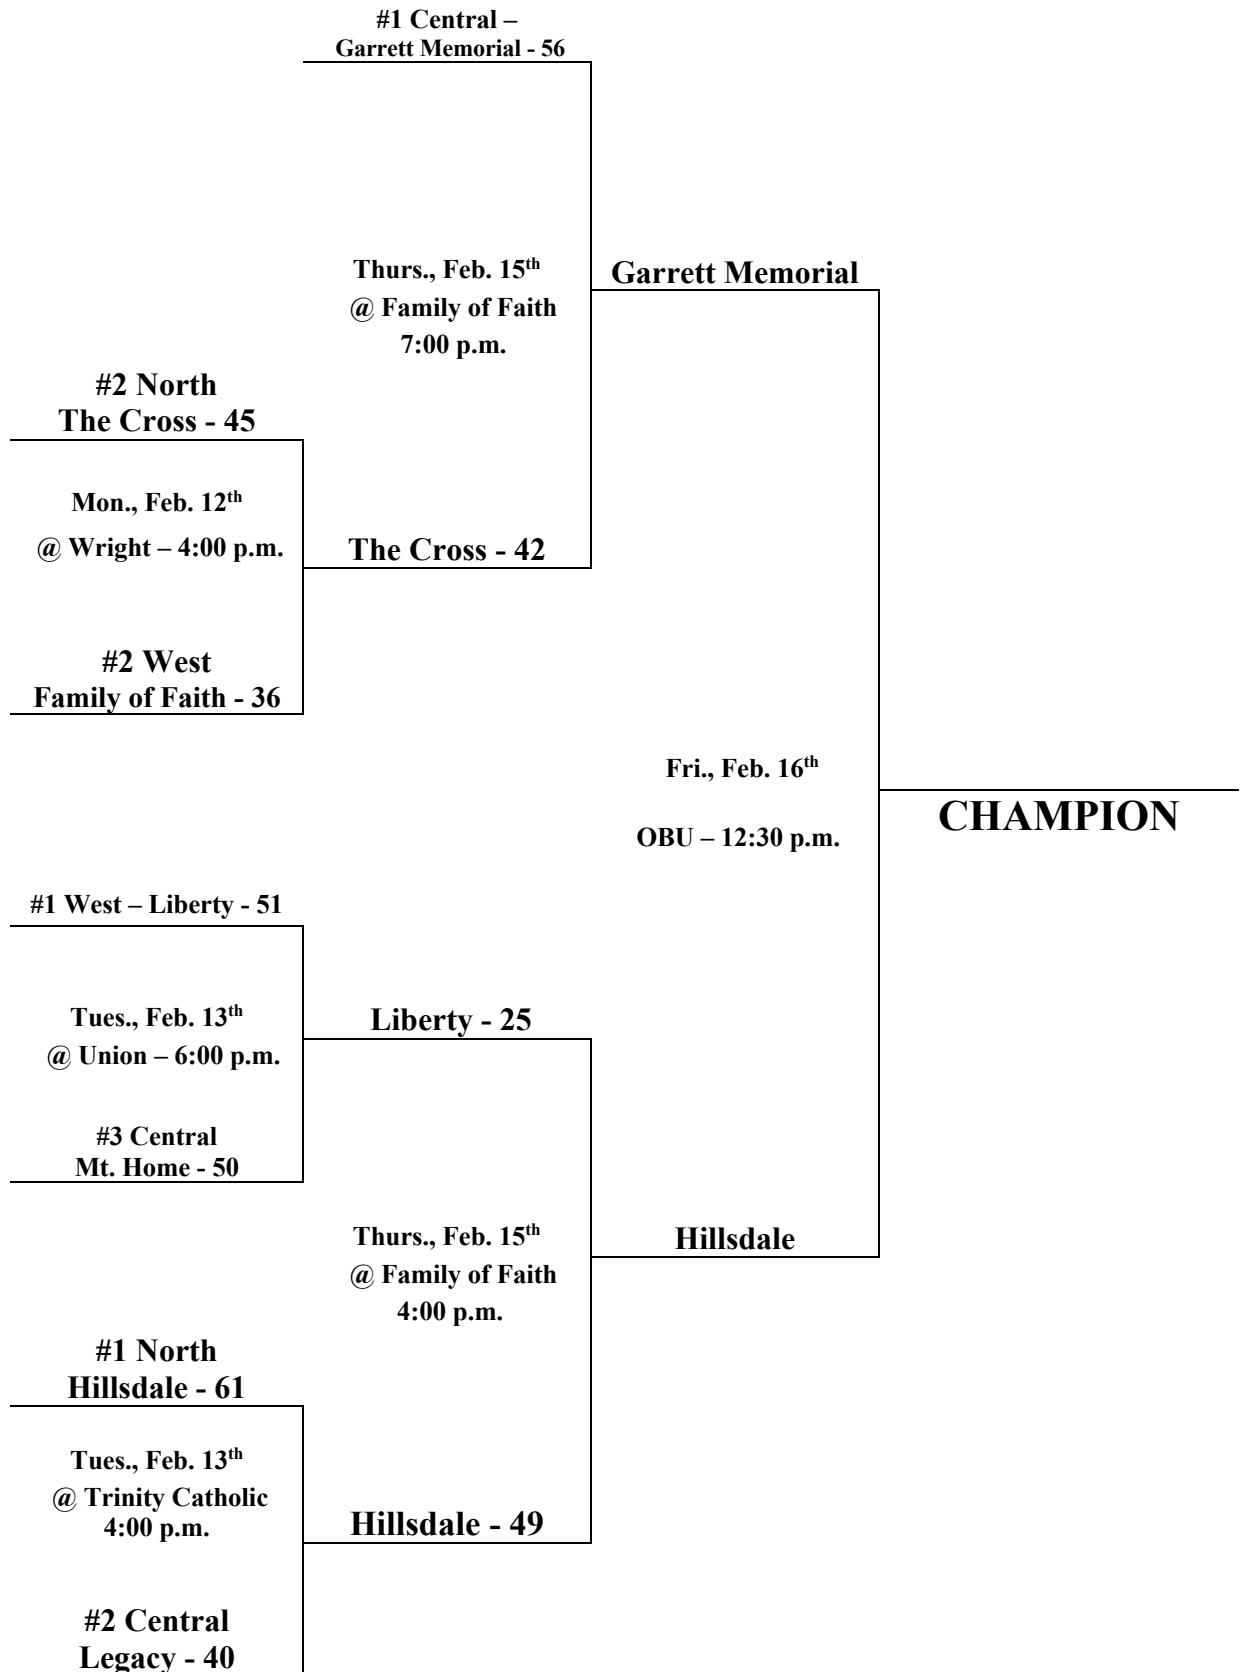 #1 Central –
Garrett Memorial - 56
Thurs., Feb. 15th
@ Family of Faith
7:00 p.m.
Garrett Memorial
#2 North
The Cross - 45
Mon., Feb. 12th
@ Wright – 4:00 p.m.
The Cross - 42
#2 West
Family of Faith - 36
Fri., Feb. 16th
OBU – 12:30 p.m.
CHAMPION
#1 West – Liberty - 51
Tues., Feb. 13th
@ Union – 6:00 p.m.
Liberty - 25
#3 Central
Mt. Home - 50
Thurs., Feb. 15th
@ Family of Faith
4:00 p.m.
Hillsdale
#1 North
Hillsdale - 61
Tues., Feb. 13th
@ Trinity Catholic
4:00 p.m.
Hillsdale - 49
#2 Central
Legacy - 40